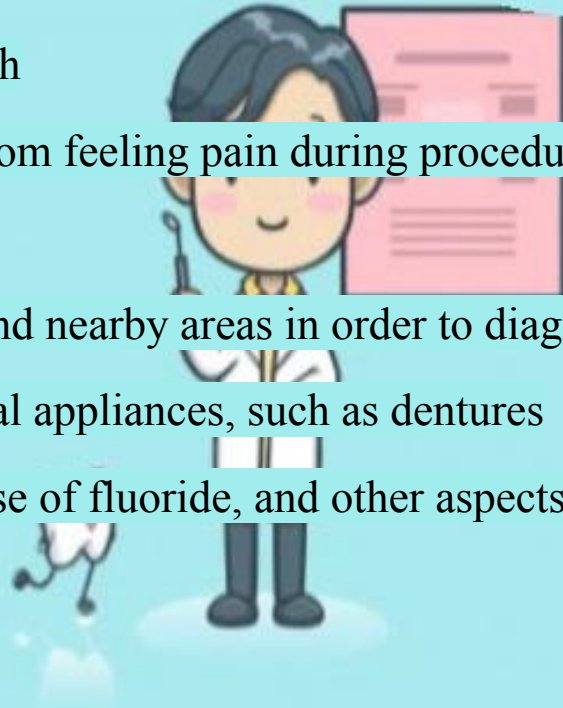 h
om feeling pain during procedu
nd nearby areas in order to diag
al appliances, such as dentures
se of fluoride, and other aspects